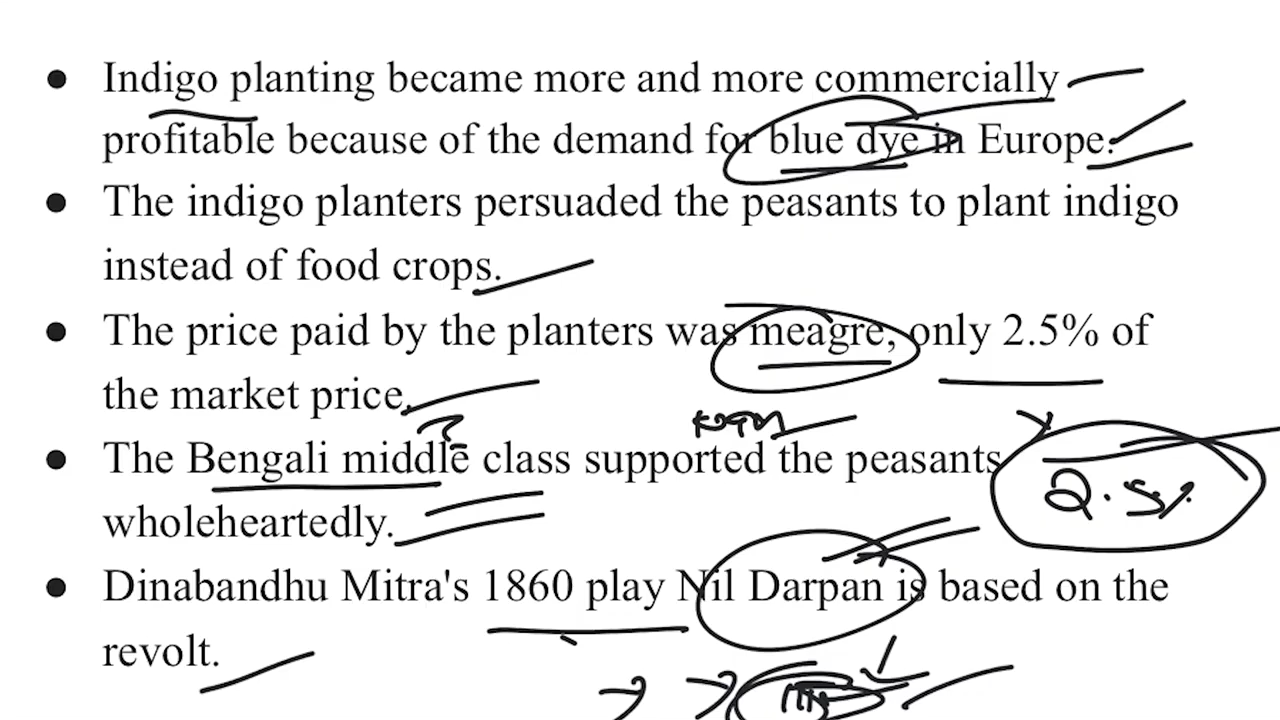 • Indigo planting became more and more commercially
profitable because of the demand for blue dye in Europe.
• The indigo planters persuaded the peasants to plant indigo
instead of food crops.
• The price paid by the planters was meagre, only 2.5% of
the market price.
• The Bengali middle class supported the peasants
wholeheartedly.
2.5%
• Dinabandhu Mitra's 1860 play Nil Darpan is based on the
revolt.